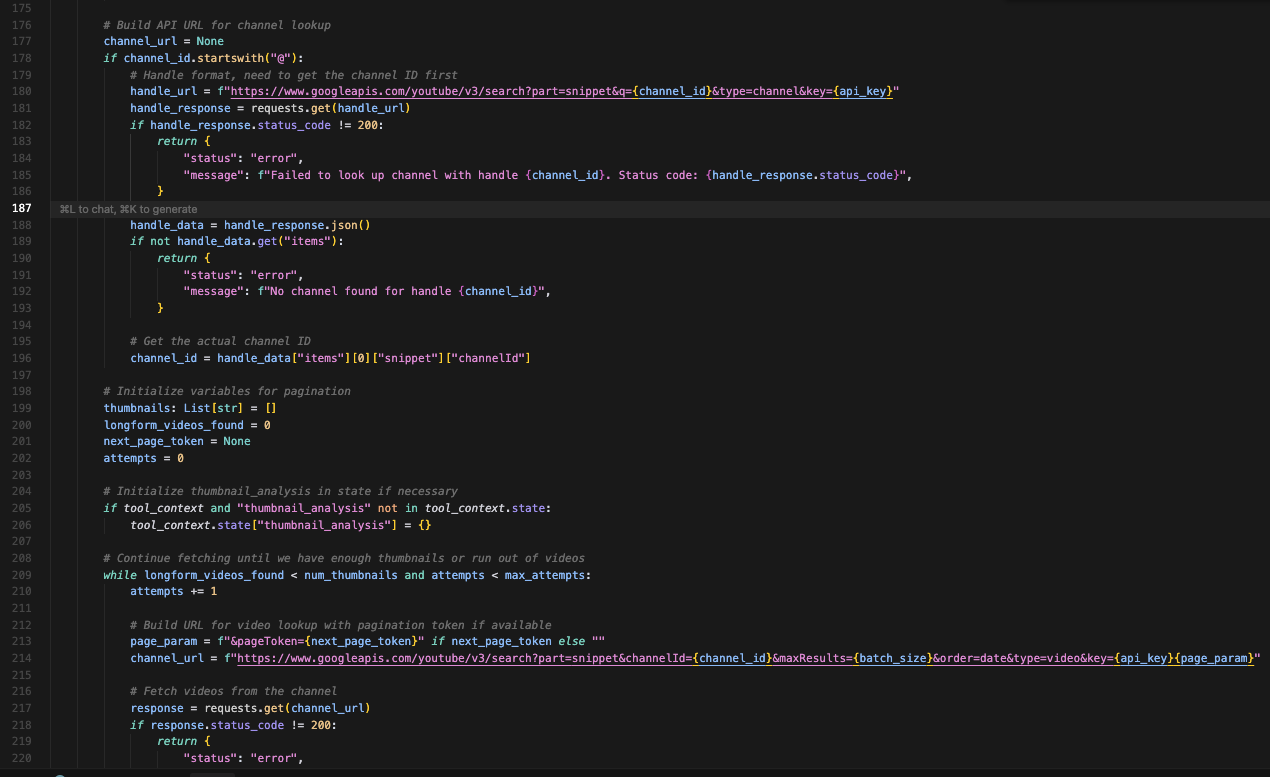 175
176 # Build API URL for channel lookup
177 channel_url = None
178 if channel_id.startswith("@"):
179 # Handle format, need to get the channel ID first
180 handle_url = f"https://www.googleapis.com/youtube/v3/search?part=snippet&q={channel_id}&type=channel&key={api_key}"
181 handle_response = requests.get(handle_url)
182 if handle_response.status_code != 200:
183 return {
184 "status": "error",
185 "message": f"Failed to look up channel with handle {channel_id}. Status code: {handle_response.status_code}",
186 }
187 ⌘L to chat, ⌘K to generate
188 handle_data = handle_response.json()
189 if not handle_data.get("items"):
190 return {
191 "status": "error",
192 "message": f"No channel found for handle {channel_id}",
193 }
194
195 # Get the actual channel ID
196 channel_id = handle_data["items"][0]["snippet"]["channelId"]
197
198 # Initialize variables for pagination
199 thumbnails: List[str] = []
200 longform_videos_found = 0
201 next_page_token = None
202 attempts = 0
203
204 # Initialize thumbnail_analysis in state if necessary
205 if tool_context and "thumbnail_analysis" not in tool_context.state:
206 tool_context.state["thumbnail_analysis"] = {}
207
208 # Continue fetching until we have enough thumbnails or run out of videos
209 while longform_videos_found < num_thumbnails and attempts < max_attempts:
210 attempts += 1
211
212 # Build URL for video lookup with pagination token if available
213 page_param = f"&pageToken={next_page_token}" if next_page_token else ""
214 channel_url = f"https://www.googleapis.com/youtube/v3/search?part=snippet&channelId={channel_id}&maxResults={batch_size}&order=date&type=video&key={api_key}{page_param}"
215
216 # Fetch videos from the channel
217 response = requests.get(channel_url)
218 if response.status_code != 200:
219 return {
220 "status": "error",